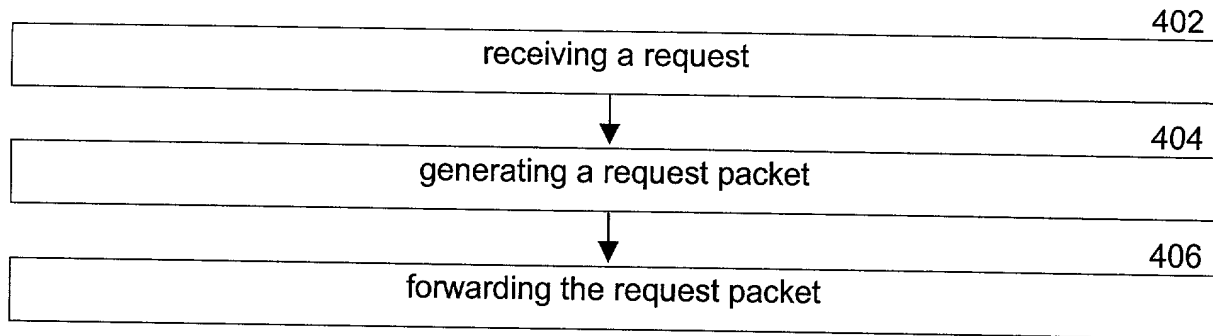 402
receiving a request
404
generating a request packet
406
forwarding the request packet